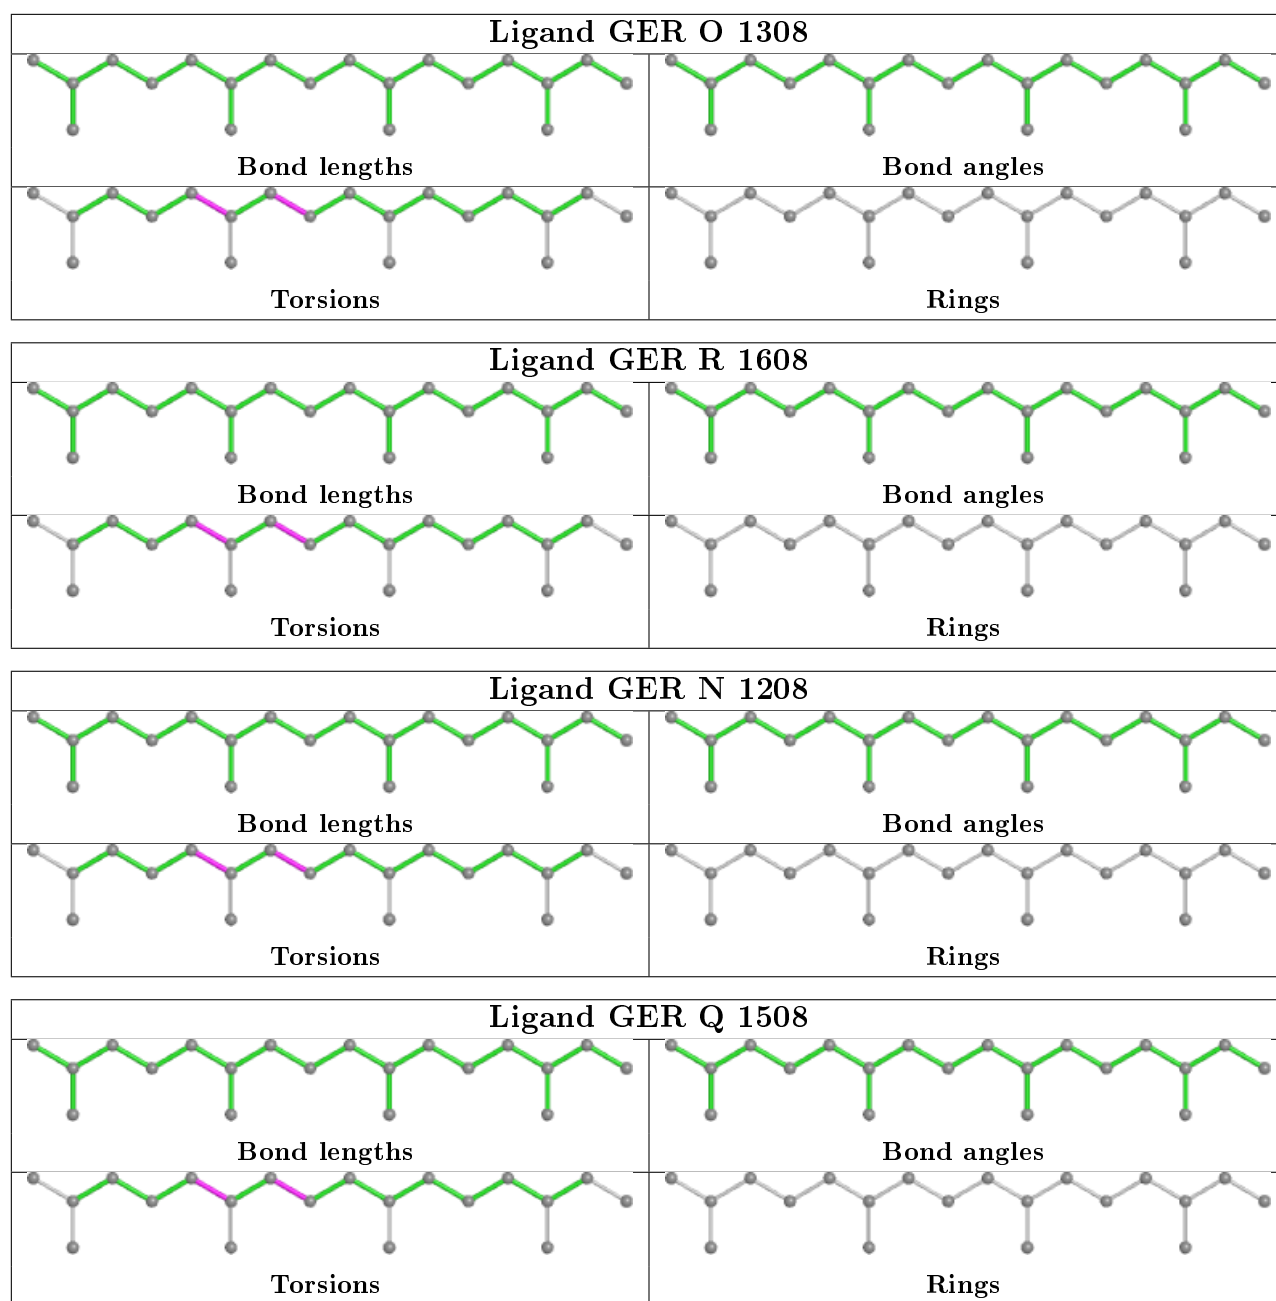 Ligand GER O 1308
Bond lengths
Bond angles
Torsions
Rings
Ligand GER R 1608
Bond lengths
Bond angles
Torsions
Rings
Ligand GER N 1208
Bond lengths
Bond angles
Torsions
Rings
Ligand GER Q 1508
Bond lengths
Bond angles
Torsions
Rings